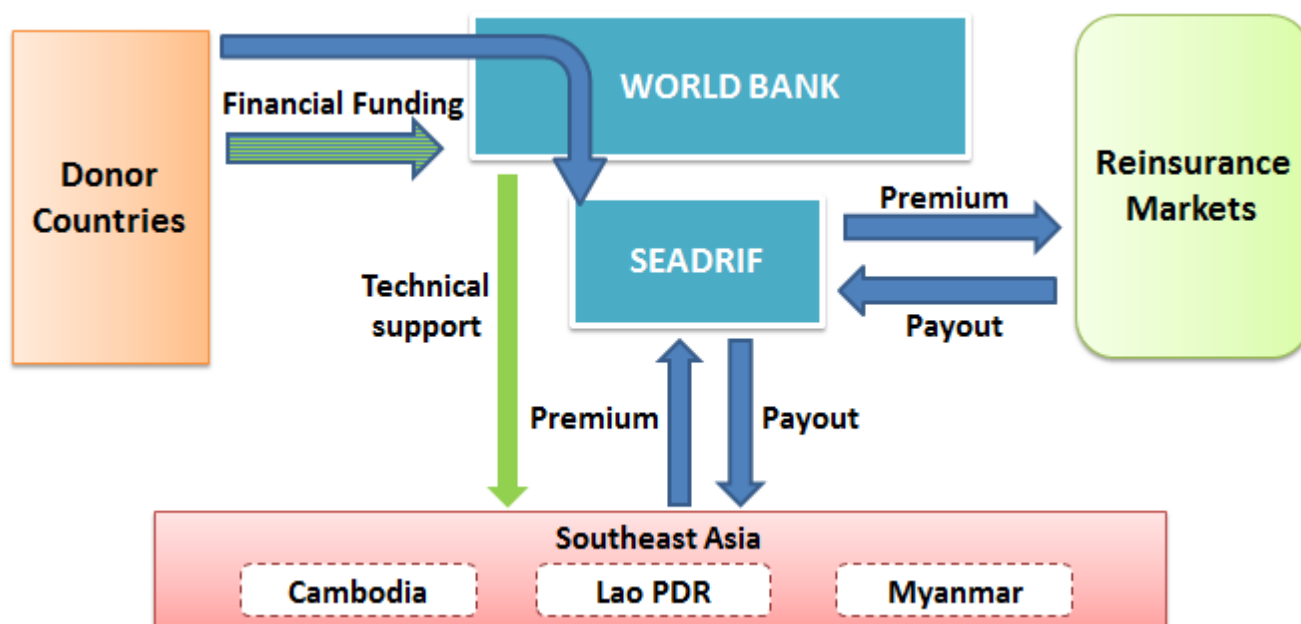 WORLD BANK
Financial Funding
Donor
Countries
Reinsurance
Markets
Premium
SEADRIF
Technical
support
Payout
Premium
Payout
Southeast Asia
Cambodia
Lao PDR
Myanmar